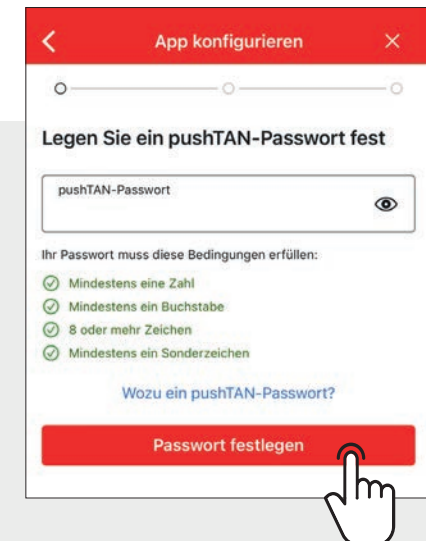 App konfigurieren
Legen Sie ein pushTAN-Passwort fest
pushTAN-Passwort
Ihr Passwort muss diese Bedingungen erfüllen:
Mindestens eine Zahl
Mindestens ein Buchstabe
8 oder mehr Zeichen
Mindestens ein Sonderzeichen
Wozu ein pushTAN-Passwort?
Passwort festlegen